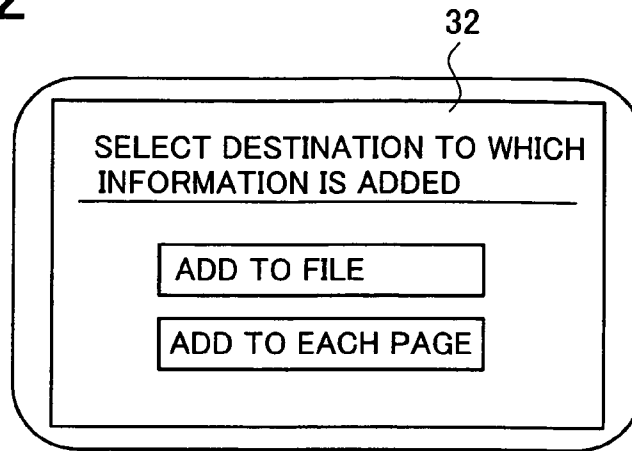 2
32
SELECT DESTINATION TO WHICH
INFORMATION IS ADDED
ADD TO FILE
ADD TO EACH PAGE